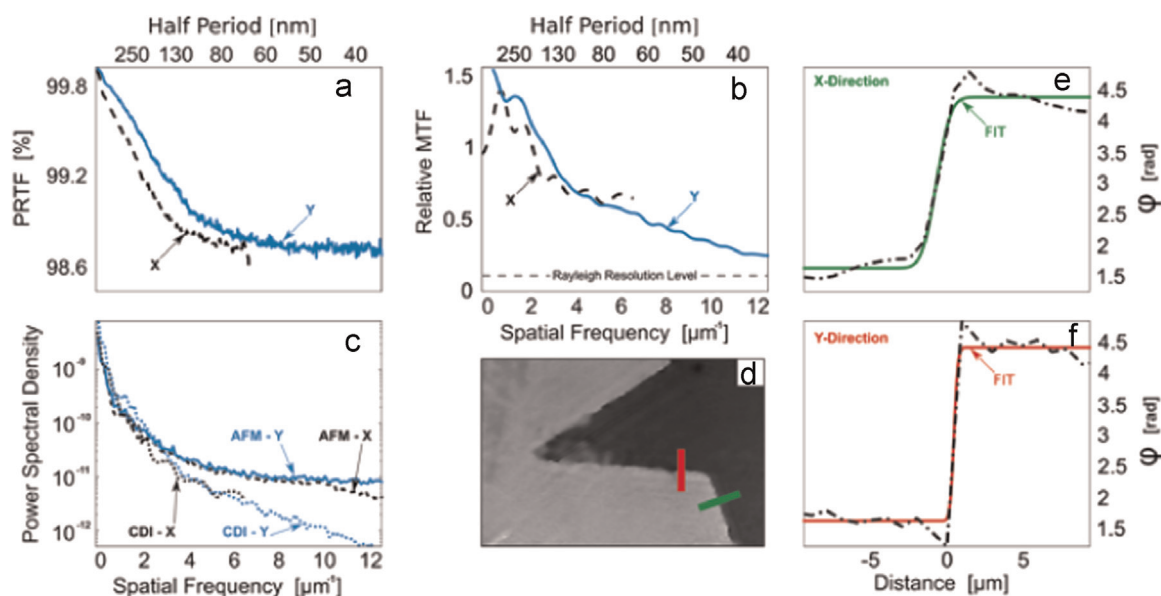 Half Period [nm]
250 130 80 60 50 40
a
99.8
99.2
98.6
PRTF [%]
X
Y
Half Period [nm]
250 130 80 60 50 40
b
1.5
1
0.5
0
Relative MTF
X
Y
Rayleigh Resolution Level
0 2 4 6 8 10 12
Spatial Frequency [μm⁻¹]
X-Direction
e
FIT
4.5
4
3.5
3
2.5
2
1.5
φ [rad]
c
10⁻⁹
10⁻¹⁰
10⁻¹¹
10⁻¹²
Power Spectral Density
AFM - Y
AFM - X
CDI - X
CDI - Y
0 2 4 6 8 10 12
Spatial Frequency [μm⁻¹]
d
Y-Direction
f
FIT
4.5
4
3.5
3
2.5
2
1.5
φ [rad]
-5 0 5
Distance [μm]